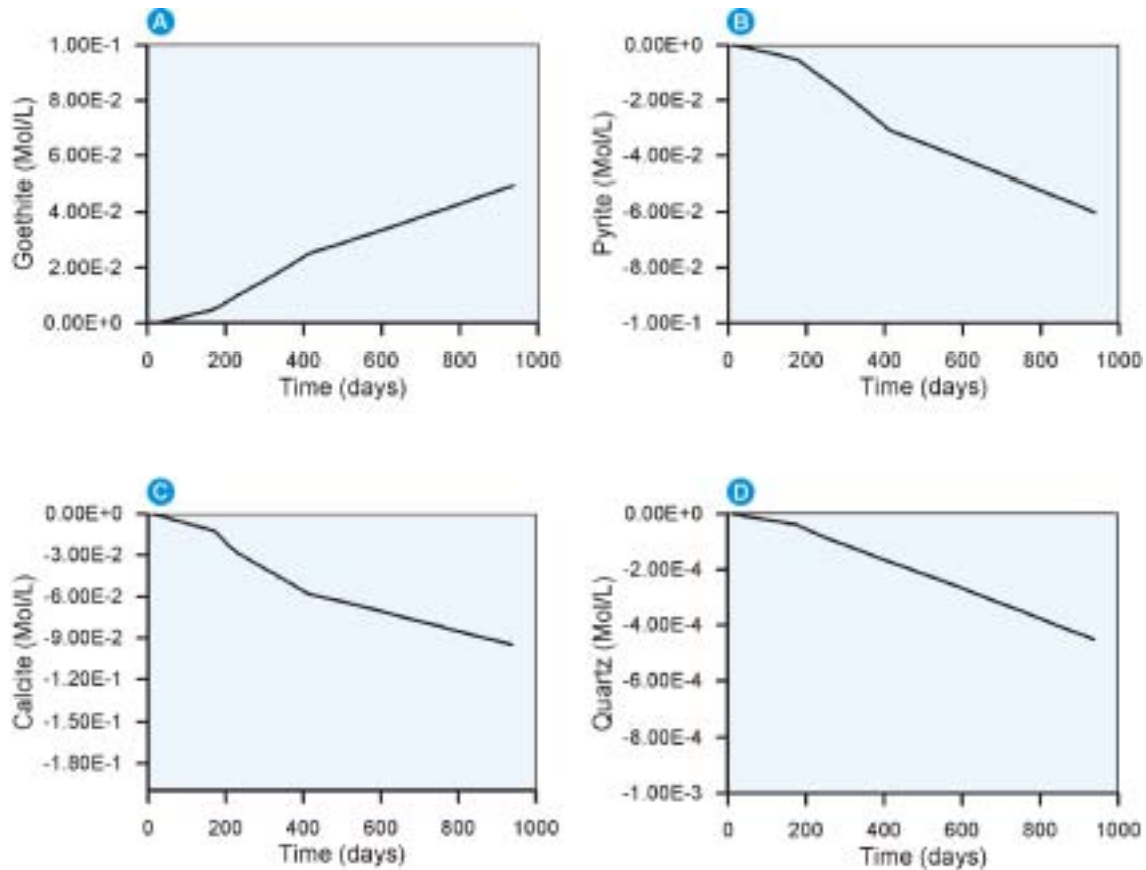 A
Goethite (Mol/L)
1.00E-1
8.00E-2
6.00E-2
4.00E-2
2.00E-2
0.00E+0
0 200 400 600 800 1000
Time (days)
B
Pyrite (Mol/L)
0.00E+0
-2.00E-2
-4.00E-2
-6.00E-2
-8.00E-2
-1.00E-1
0 200 400 600 800 1000
Time (days)
C
Calcite (Mol/L)
0.00E+0
-3.00E-2
-6.00E-2
-9.00E-2
-1.20E-1
-1.50E-1
-1.80E-1
0 200 400 600 800 1000
Time (days)
D
Quartz (Mol/L)
0.00E+0
-2.00E-4
-4.00E-4
-6.00E-4
-8.00E-4
-1.00E-3
0 200 400 600 800 1000
Time (days)